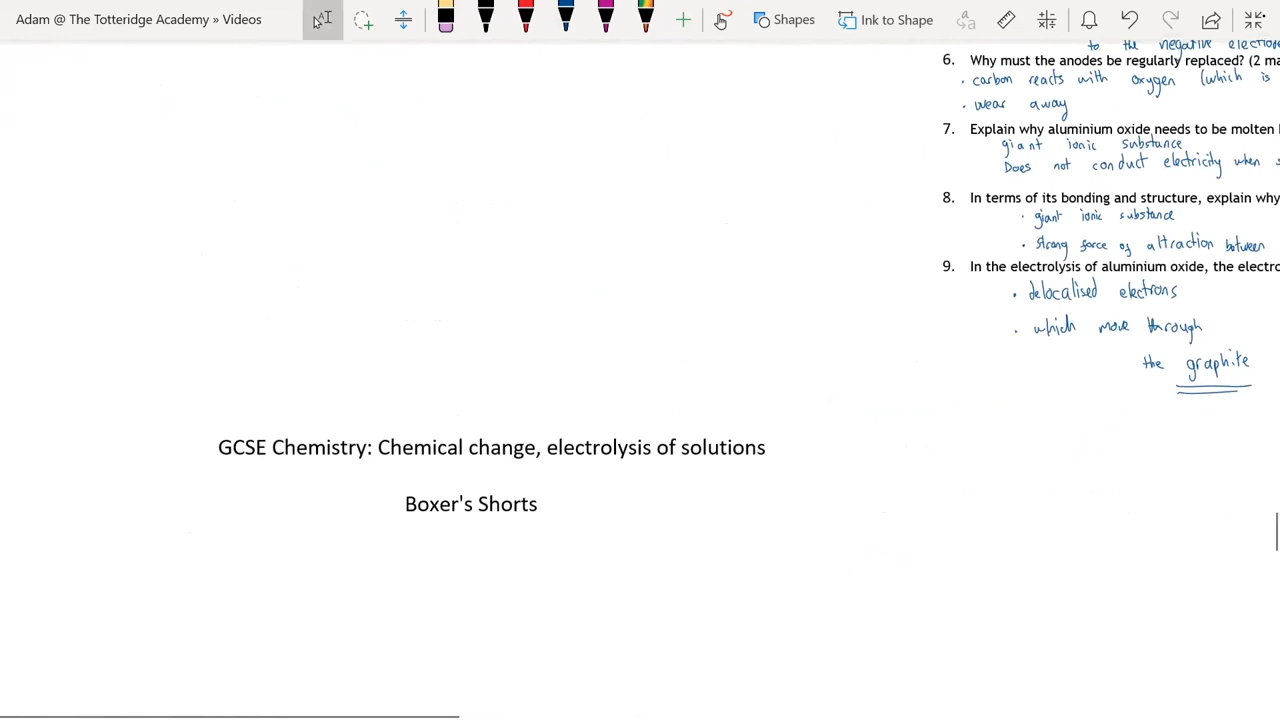 Adam @ The Totteridge Academy » Videos
Shapes
Ink to Shape
to the negative electrode
6. Why must the anodes be regularly replaced? (2 ma
• carbon reacts with oxygen (which is
• wear away
7. Explain why aluminium oxide needs to be molten
giant ionic substance
Does not conduct electricity when
8. In terms of its bonding and structure, explain why
• giant ionic substance
• strong force of attraction between
9. In the electrolysis of aluminium oxide, the electro
• delocalised electrons
• which move through
the graphite
GCSE Chemistry: Chemical change, electrolysis of solutions
Boxer's Shorts